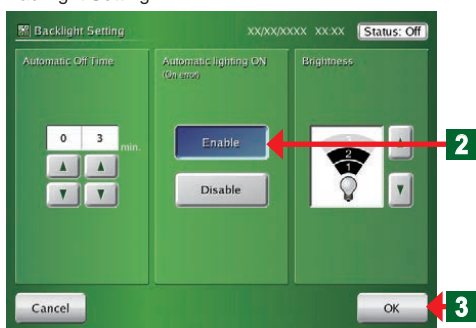 Backlight Setting
XX/XX/XXXX XX:XX
Status: Off
Automatic Off Time
0 3
min.
Automatic lighting ON
(On error)
Enable
Disable
Brightness
2
1
2
Cancel
OK
3